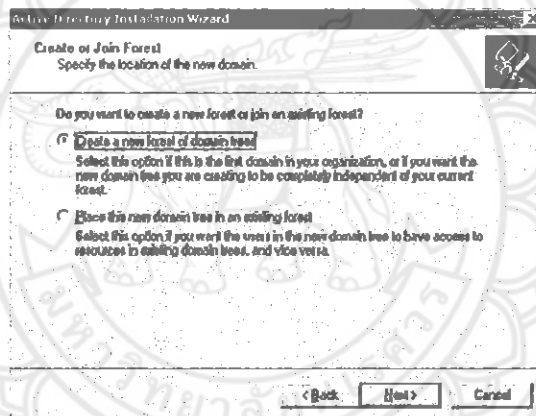 Active Directory Installation Wizard
Create or Join Forest
Specify the location of the new domain.
Do you want to create a new forest or join an existing forest?
Create a new forest of domain trees
Select this option if this is the first domain in your organization, or if you want the
new domain tree you are creating to be completely independent of your current
forest.
Place this new domain tree in an existing forest
Select this option if you want the users in the new domain tree to have access to
resources in existing domain trees, and vice versa.
< Back
Next >
Cancel